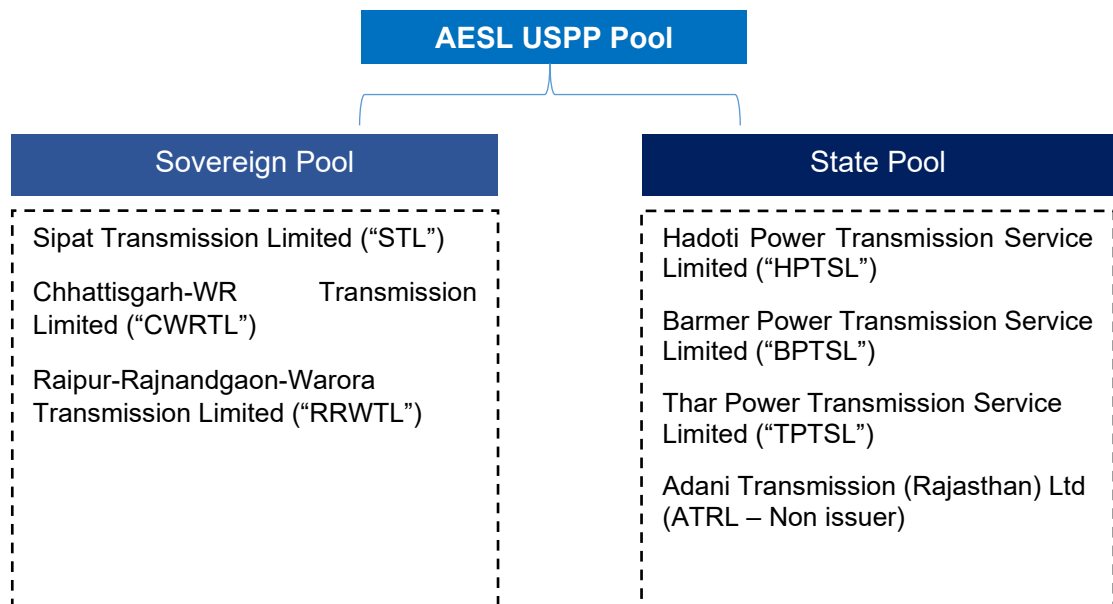 AESL USPP Pool
Sovereign Pool
Sipat Transmission Limited (“STL”)
Chhattisgarh-WR Transmission
Limited (“CWRTL”)
Raipur-Rajnandgaon-Warora
Transmission Limited (“RRWTL”)
State Pool
Hadoti Power Transmission Service
Limited (“HPTSL”)
Barmer Power Transmission Service
Limited (“BPTSL”)
Thar Power Transmission Service
Limited (“TPTSL”)
Adani Transmission (Rajasthan) Ltd
(ATRL – Non issuer)